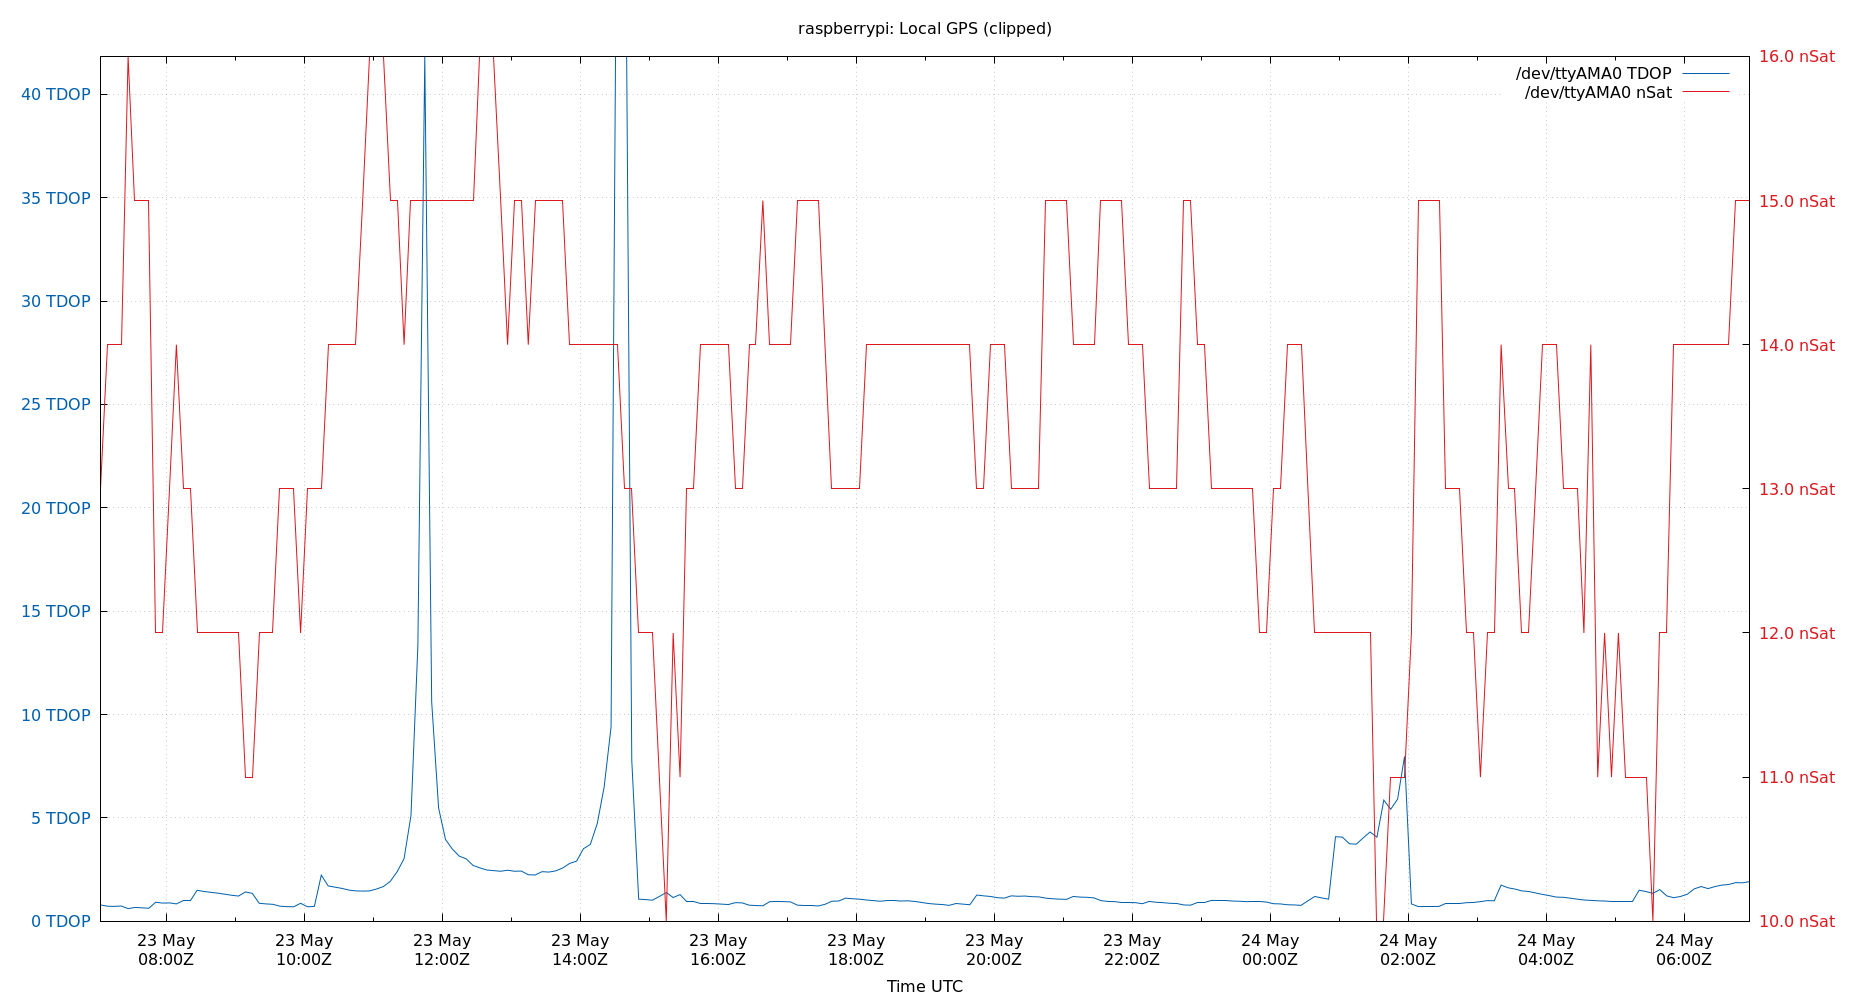 raspberrypi: Local GPS (clipped)
/dev/ttyAMA0 TDOP
/dev/ttyAMA0 nSat
40 TDOP
35 TDOP
30 TDOP
25 TDOP
20 TDOP
15 TDOP
10 TDOP
5 TDOP
0 TDOP
16.0 nSat
15.0 nSat
14.0 nSat
13.0 nSat
12.0 nSat
11.0 nSat
10.0 nSat
23 May
08:00Z
23 May
10:00Z
23 May
12:00Z
23 May
14:00Z
23 May
16:00Z
23 May
18:00Z
23 May
20:00Z
23 May
22:00Z
24 May
00:00Z
24 May
02:00Z
24 May
04:00Z
24 May
06:00Z
Time UTC